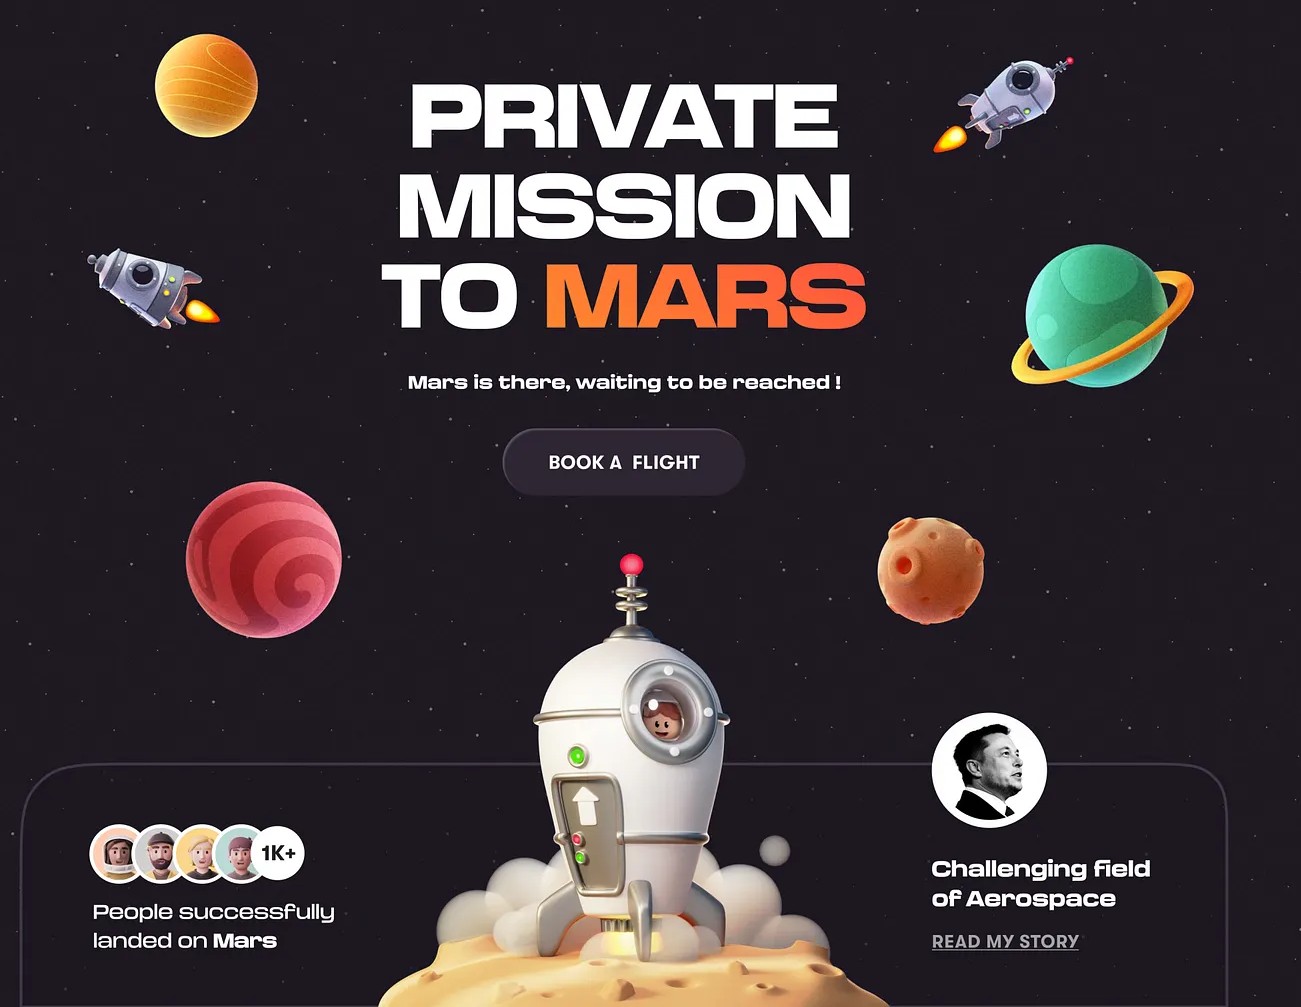 PRIVATE
MISSION
TO MARS
Mars is there, waiting to be reached !
BOOK A FLIGHT
1K+
People successfully
landed on Mars
Challenging field
of Aerospace
READ MY STORY